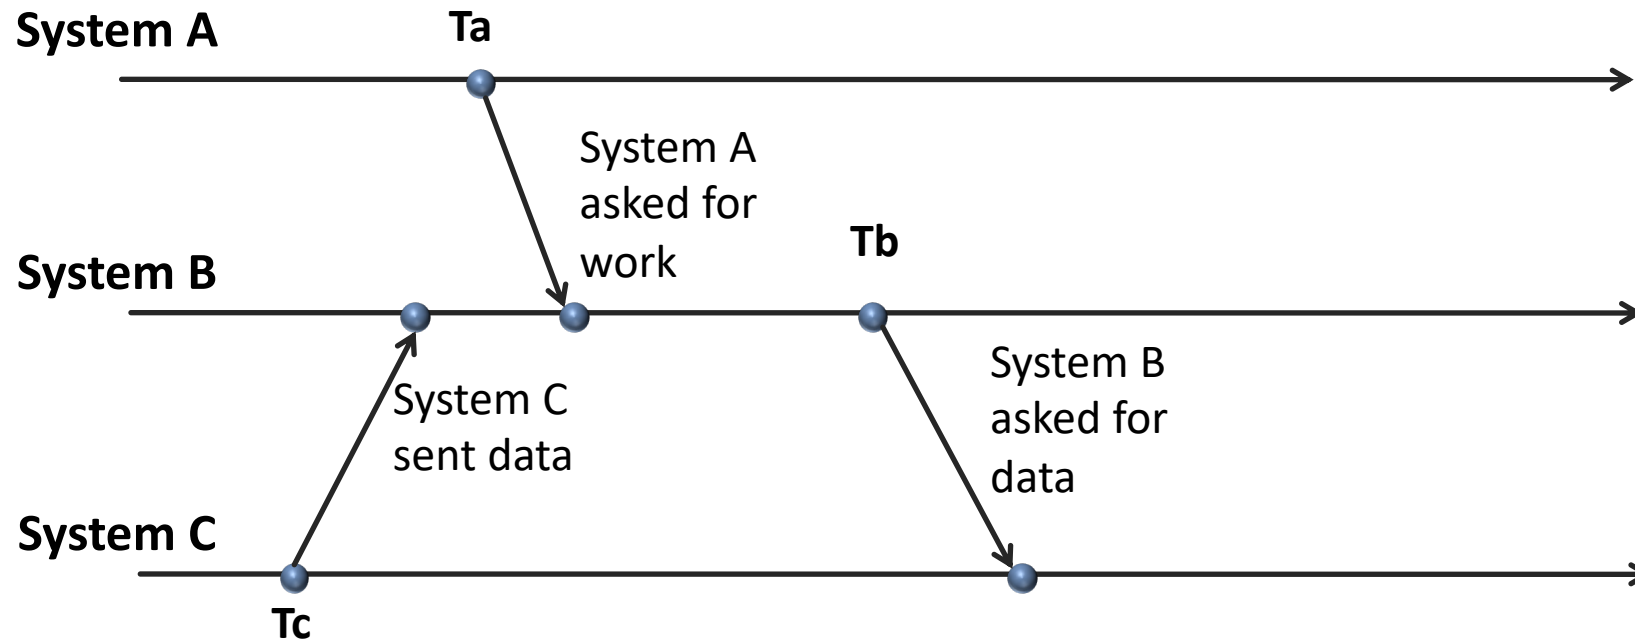 System A
Ta
System A
asked for
work
Tb
System B
System B
asked for
data
System C
sent data
System C
Tc